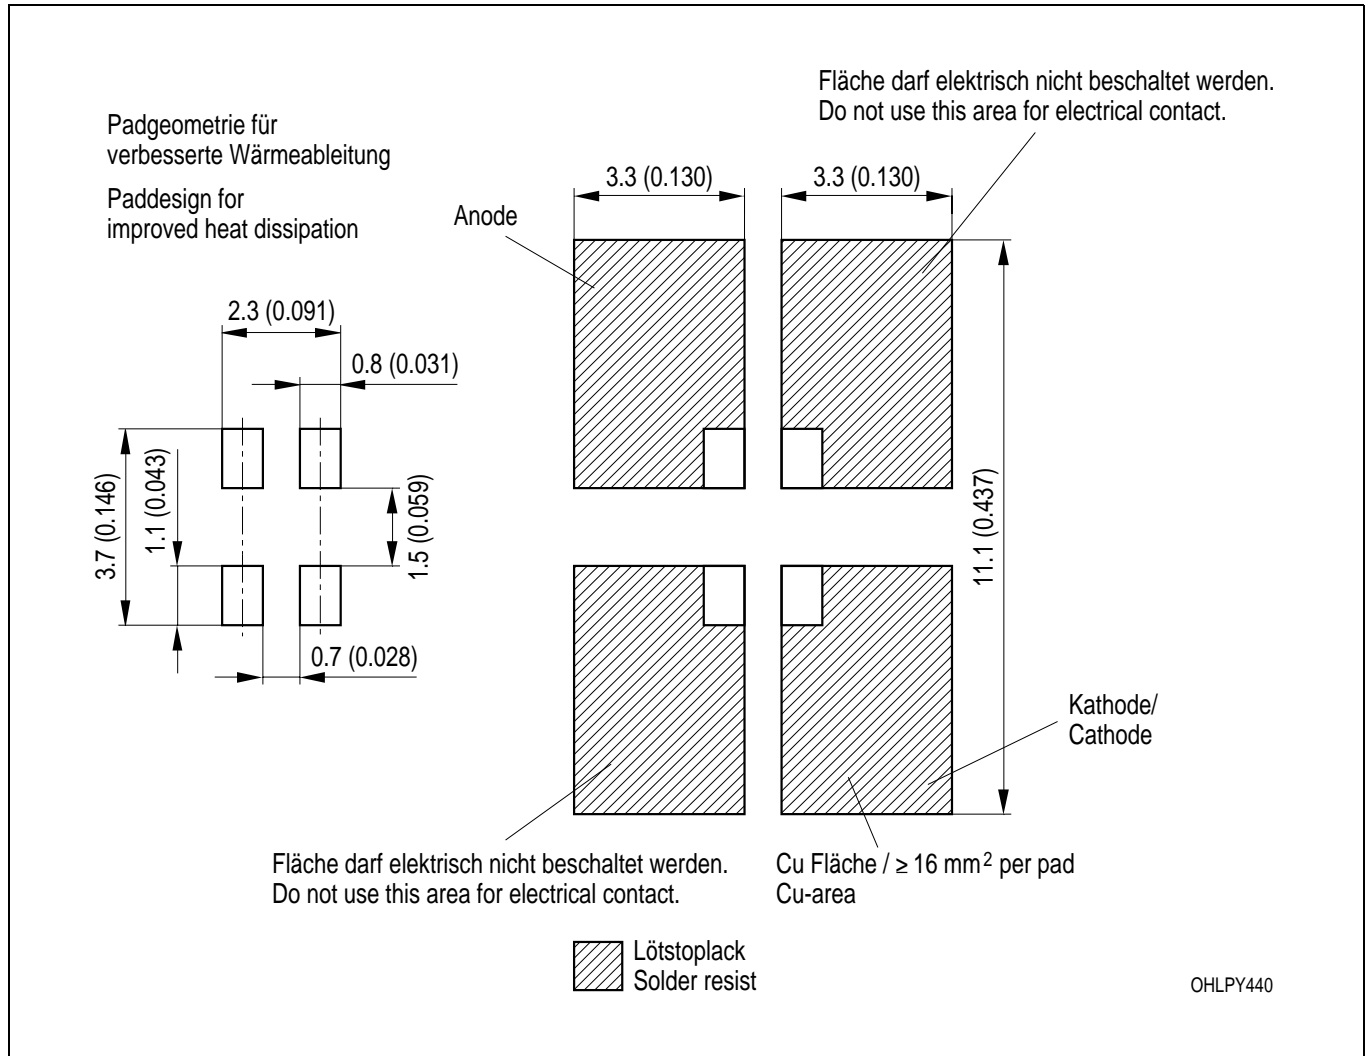 Fläche darf elektrisch nicht beschaltet werden.
Do not use this area for electrical contact.
Padgeometrie für
verbesserte Wärmeableitung
Paddesign for
improved heat dissipation
3.3 (0.130)
3.3 (0.130)
Anode
2.3 (0.091)
0.8 (0.031)
3.7 (0.146)
1.1 (0.043)
1.5 (0.059)
11.1 (0.437)
0.7 (0.028)
Kathode/
Cathode
Fläche darf elektrisch nicht beschaltet werden.
Do not use this area for electrical contact.
Cu Fläche / ≥ 16 mm² per pad
Cu-area
Lötstoplack
Solder resist
OHLPY440